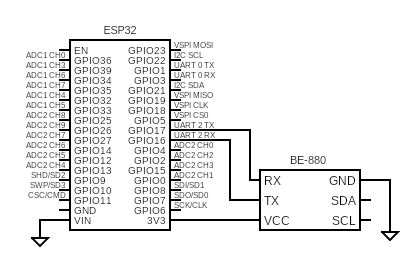 ESP32
EN GPIO23 VSPI MOSI
ADC1 CH0 GPIO36 GPIO22 I2C SCL
ADC1 CH3 GPIO39 GPIO1 UART 0 TX
ADC1 CH6 GPIO34 GPIO3 UART 0 RX
ADC1 CH7 GPIO35 GPIO21 I2C SDA
ADC1 CH4 GPIO32 GPIO19 VSPI MISO
ADC1 CH5 GPIO33 GPIO18 VSPI CLK
ADC2 CH8 GPIO25 GPIO5 VSPI CS0
ADC2 CH9 GPIO26 GPIO17 UART 2 TX
ADC2 CH7 GPIO27 GPIO16 UART 2 RX
ADC2 CH6 GPIO14 GPIO4 ADC2 CH0
ADC2 CH5 GPIO12 GPIO2 ADC2 CH2
ADC2 CH4 GPIO13 GPIO15 ADC2 CH3
SHD/SD2 GPIO9 GPIO0 ADC2 CH1
SWP/SD3 GPIO10 GPIO8 SDI/SD1
CSC/CMD GPIO11 GPIO7 SDO/SD0
GND GPIO6 SCK/CLK
VIN 3V3
BE-880
RX GND
TX SDA
VCC SCL